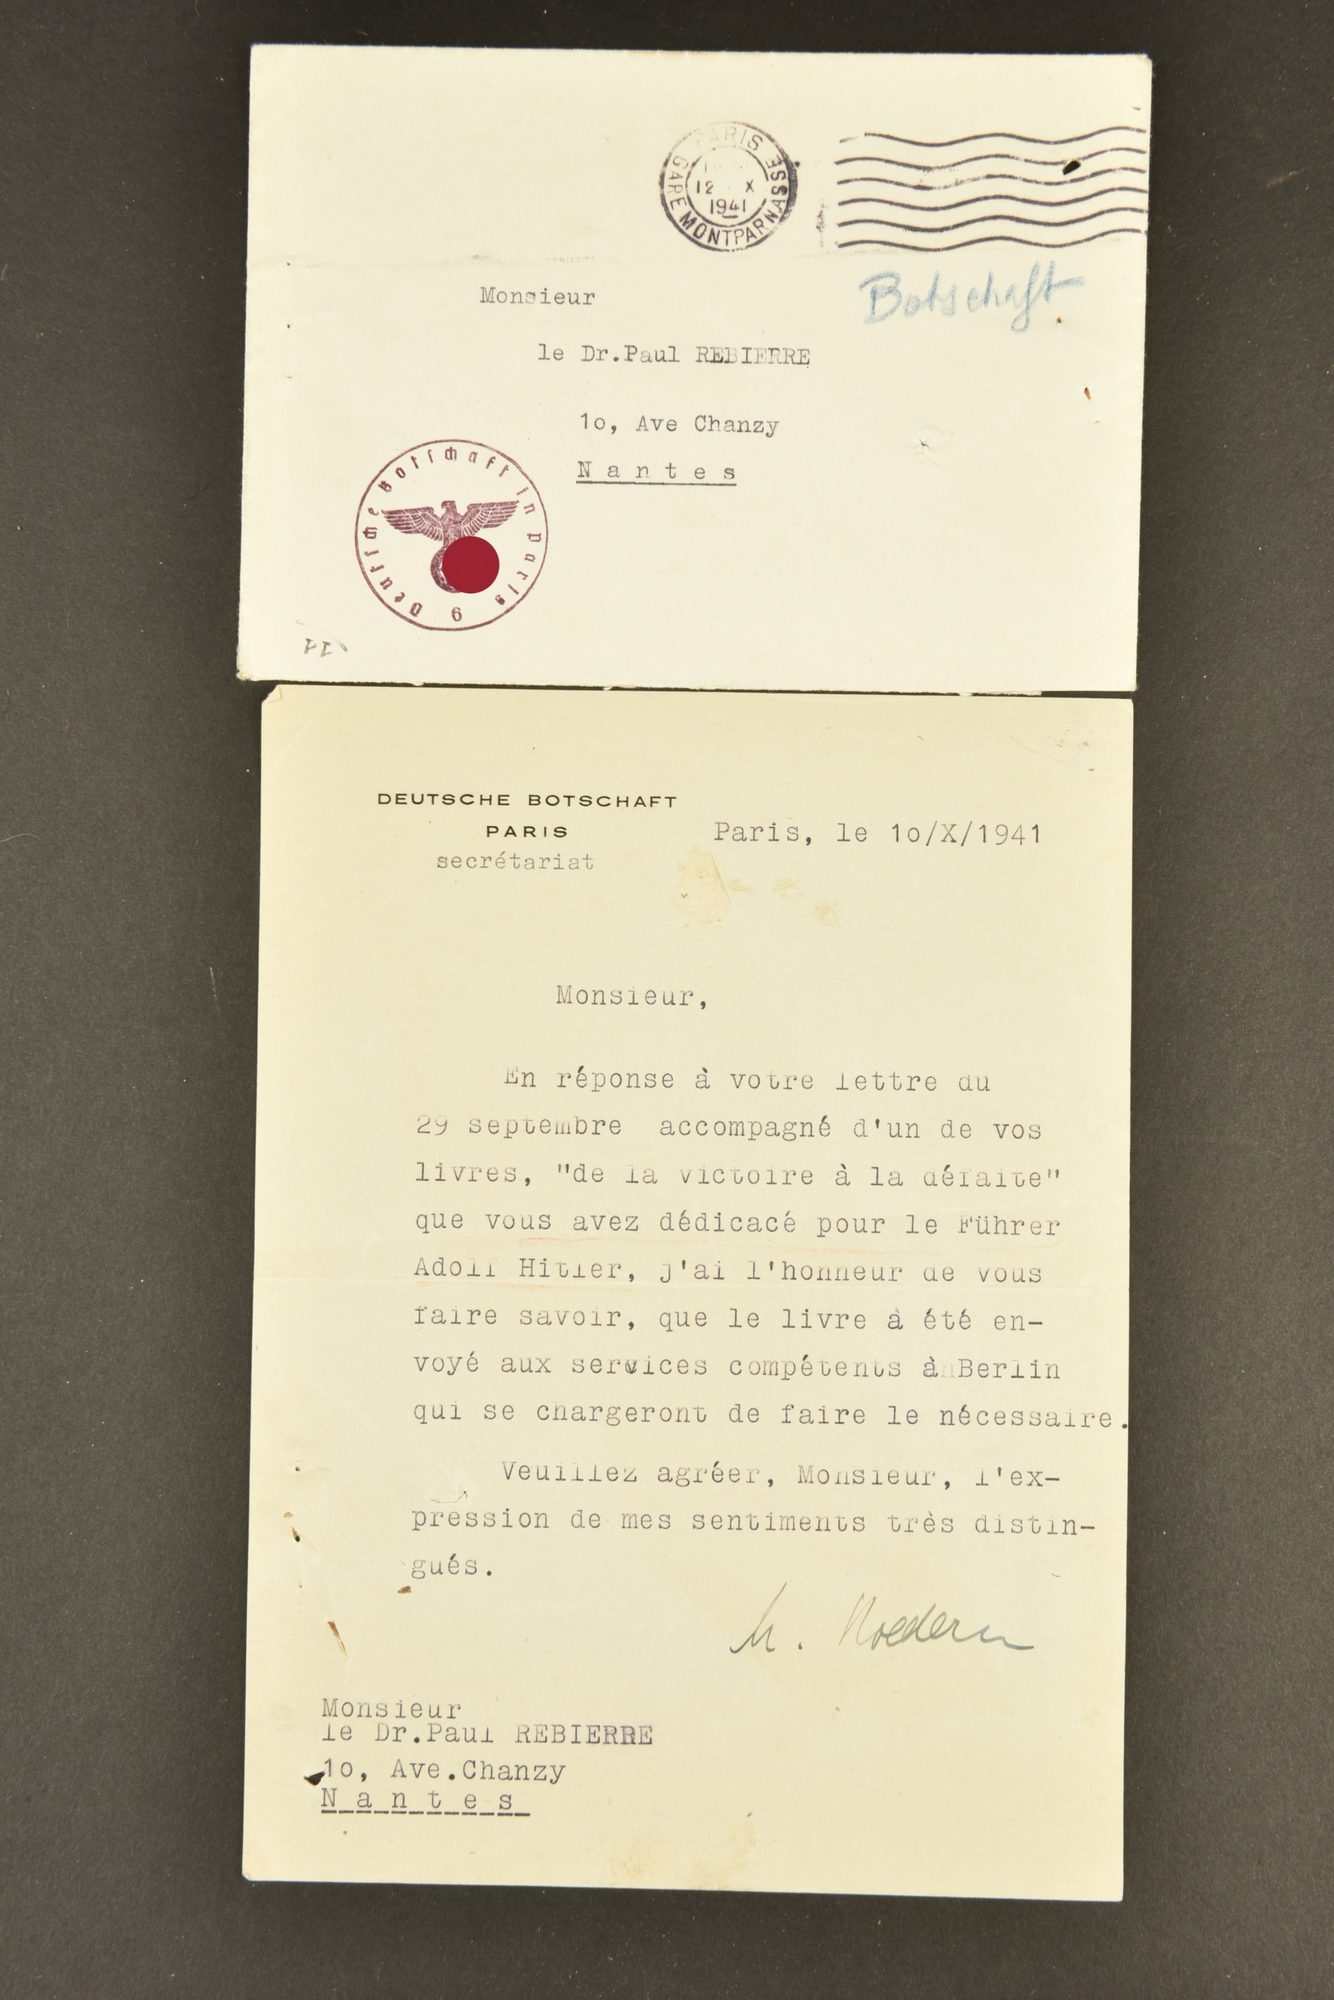 PARIS
GARE MONTPARNASSE
12 X
1941
Botschaft
Monsieur
le Dr.Paul REBIERRE
1o, Ave Chanzy
Nantes
Deutsche Botschaft in Paris
9
DEUTSCHE BOTSCHAFT
PARIS
secrétariat
Paris, le 1o/X/1941
Monsieur,
En réponse à votre lettre du
29 septembre accompagné d'un de vos
livres, "de la victoire à la défaite"
que vous avez dédicacé pour le Führer
Adolf Hitler, j'ai l'honneur de vous
faire savoir, que le livre à été en-
voyé aux services compétents à Berlin
qui se chargeront de faire le nécessaire.
Veuillez agréer, Monsieur, l'ex-
pression de mes sentiments très distin-
gués.
Monsieur
le Dr.Paul REBIERRE
1o, Ave.Chanzy
Nantes